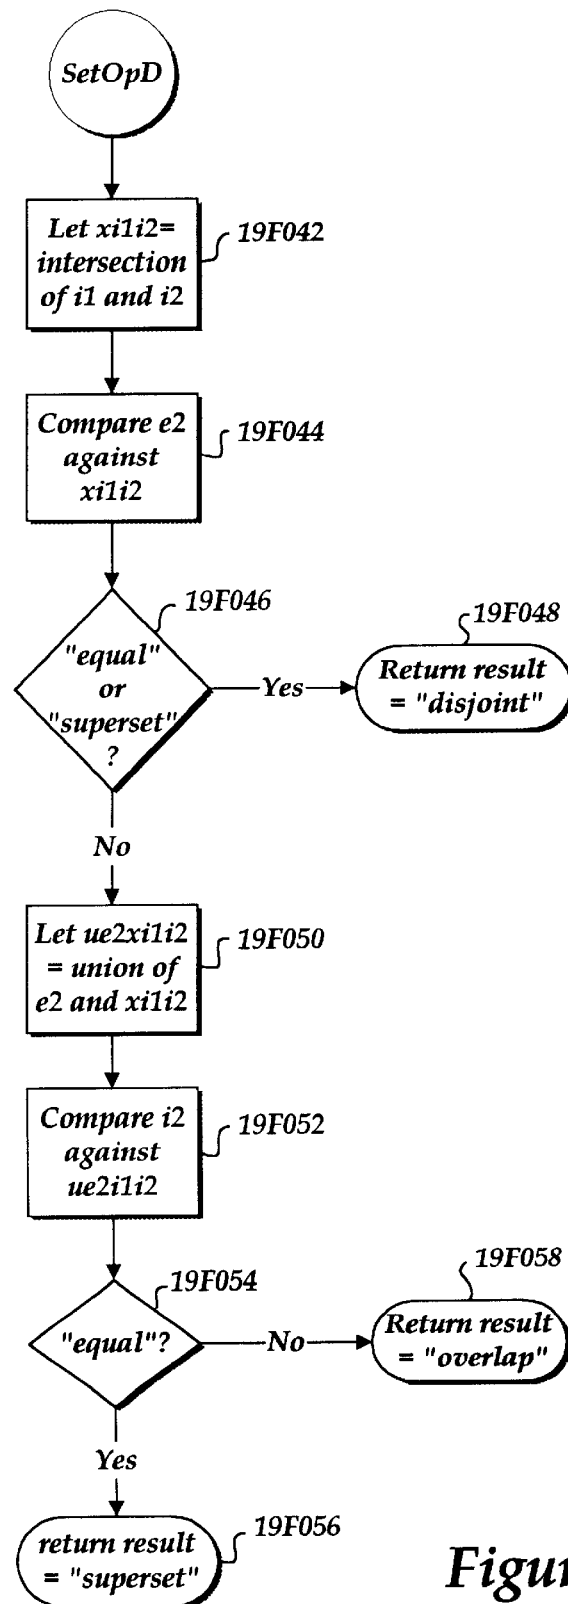 SetOpD
Let xi1i2=
intersection
of i1 and i2
19F042
Compare e2
against
xi1i2
19F044
19F046
"equal"
or
"superset"
?
Yes
19F048
Return result
= "disjoint"
No
Let ue2xi1i2
= union of
e2 and xi1i2
19F050
Compare i2
against
ue2i1i2
19F052
19F054
"equal"?
No
19F058
Return result
= "overlap"
Yes
return result
= "superset"
19F056
Figur